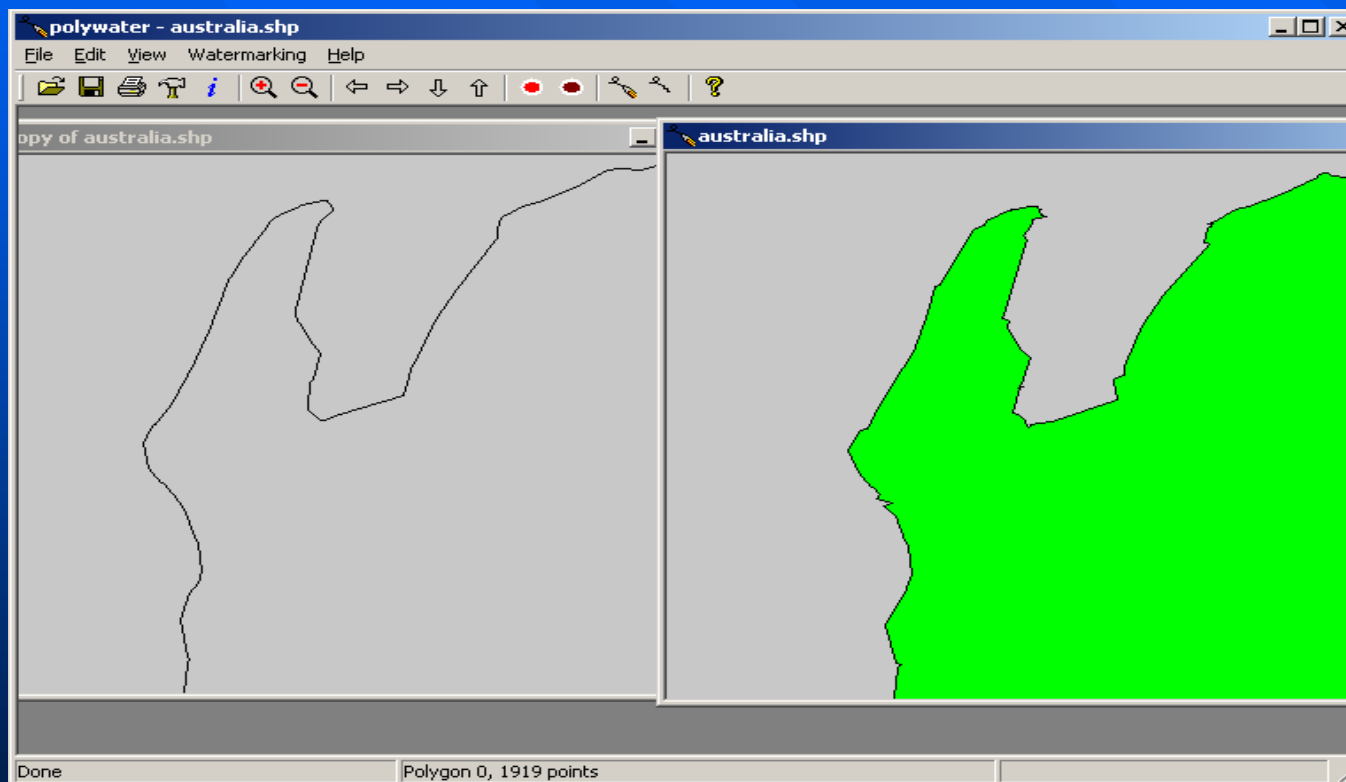 polywater - australia.shp
File Edit View Watermarking Help
opy of australia.shp
australia.shp
Done
Polygon 0, 1919 points